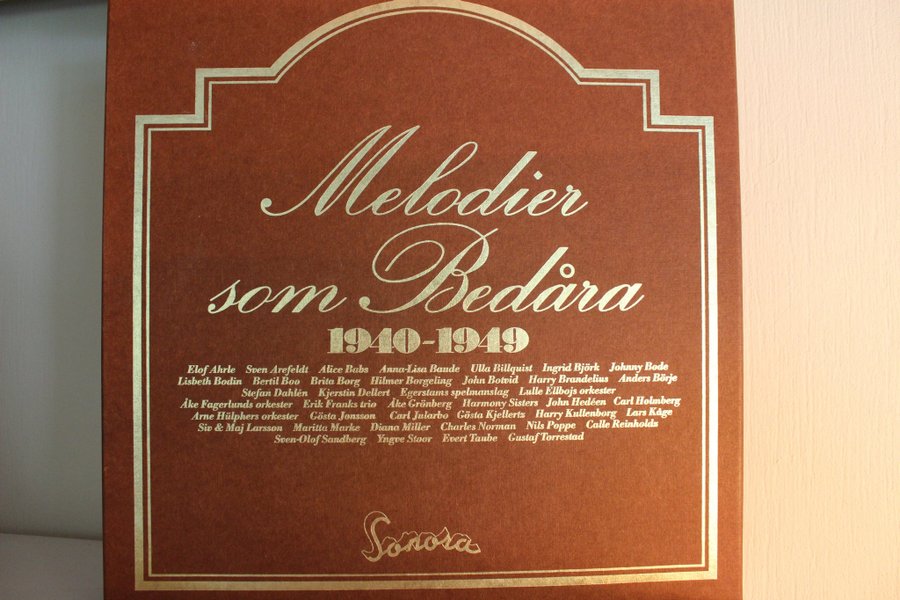 Melodier
som Bedåra
1940-1949
Elof Ahrle Sven Arefeldt Alice Babs Anna-Lisa Baude Ulla Billquist Ingrid Björk Johnny Bode
Lisbeth Bodin Bertil Boo Brita Borg Hilmer Borgeling John Botvid Harry Brandelius Anders Börje
Stefan Dahlén Kjerstin Dellert Egerstams spelmanslag Lulle Ellbojs orkester
Åke Fagerlunds orkester Erik Franks trio Åke Grönberg Harmony Sisters John Hedéen Carl Holmberg
Arne Hülphers orkester Gösta Jonsson Carl Jularbo Gösta Kjellertz Harry Kullenborg Lars Kåge
Siv & Maj Larsson Maritta Marke Diana Miller Charles Norman Nils Poppe Calle Reinholdz
Sven-Olof Sandberg Yngve Stoor Evert Taube Gustaf Torrestad
Sonora